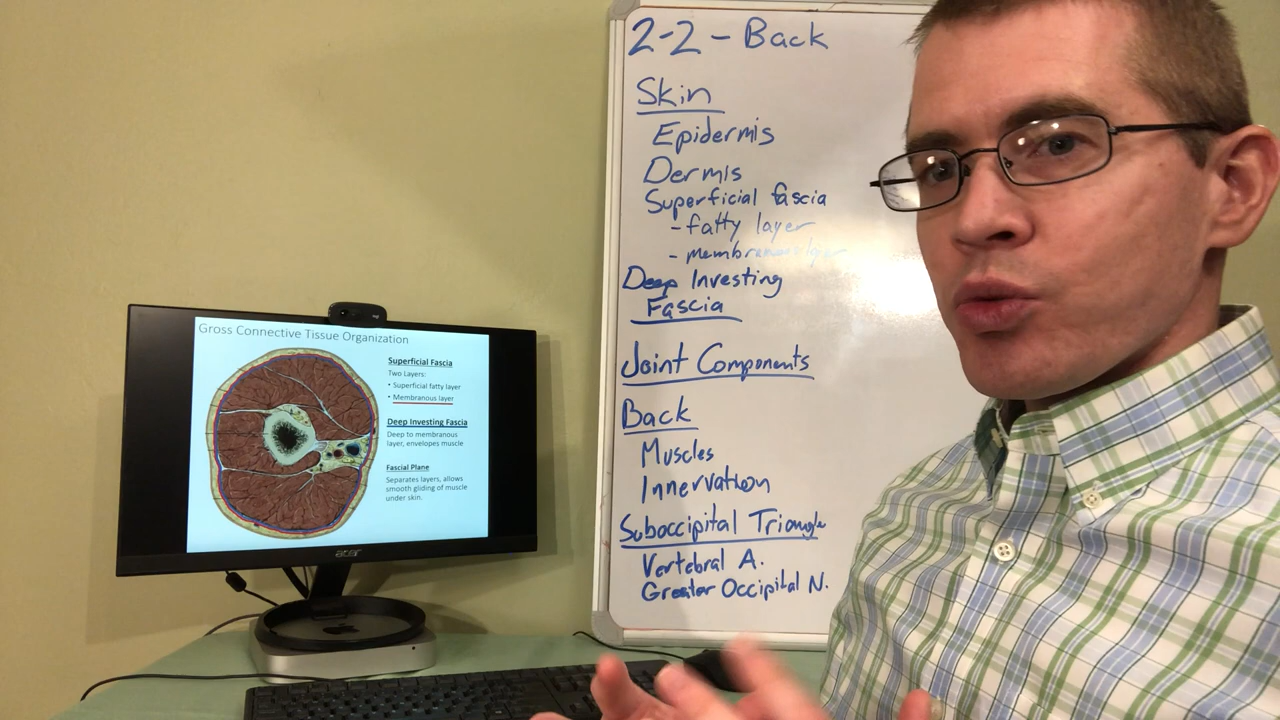 Gross Connective Tissue Organization
Superficial Fascia
Two Layers:
• Superficial fatty layer
• Membranous layer
Deep Investing Fascia
Deep to membranous
layer, envelopes muscle
Fascial Plane
Separates layers, allows
smooth gliding of muscle
under skin.
acer
2-2 - Back
Skin
Epidermis
Dermis
Superficial fascia
- fatty layer
- membranous layer
Deep Investing
Fascia
Joint Components
Back
Muscles
Innervation
Suboccipital Triangle
Vertebral A.
Greater Occipital N.